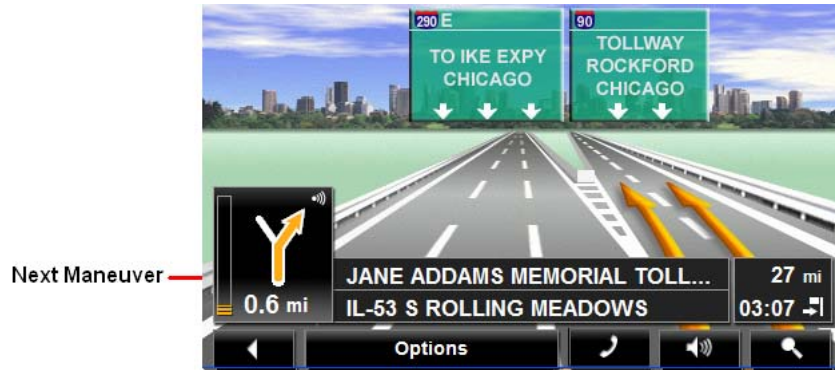 290 E
TO IKE EXPY
CHICAGO
90
TOLLWAY
ROCKFORD
CHICAGO
Next Maneuver
0.6 mi
JANE ADDAMS MEMORIAL TOLL...
IL-53 S ROLLING MEADOWS
27 mi
03:07
Options